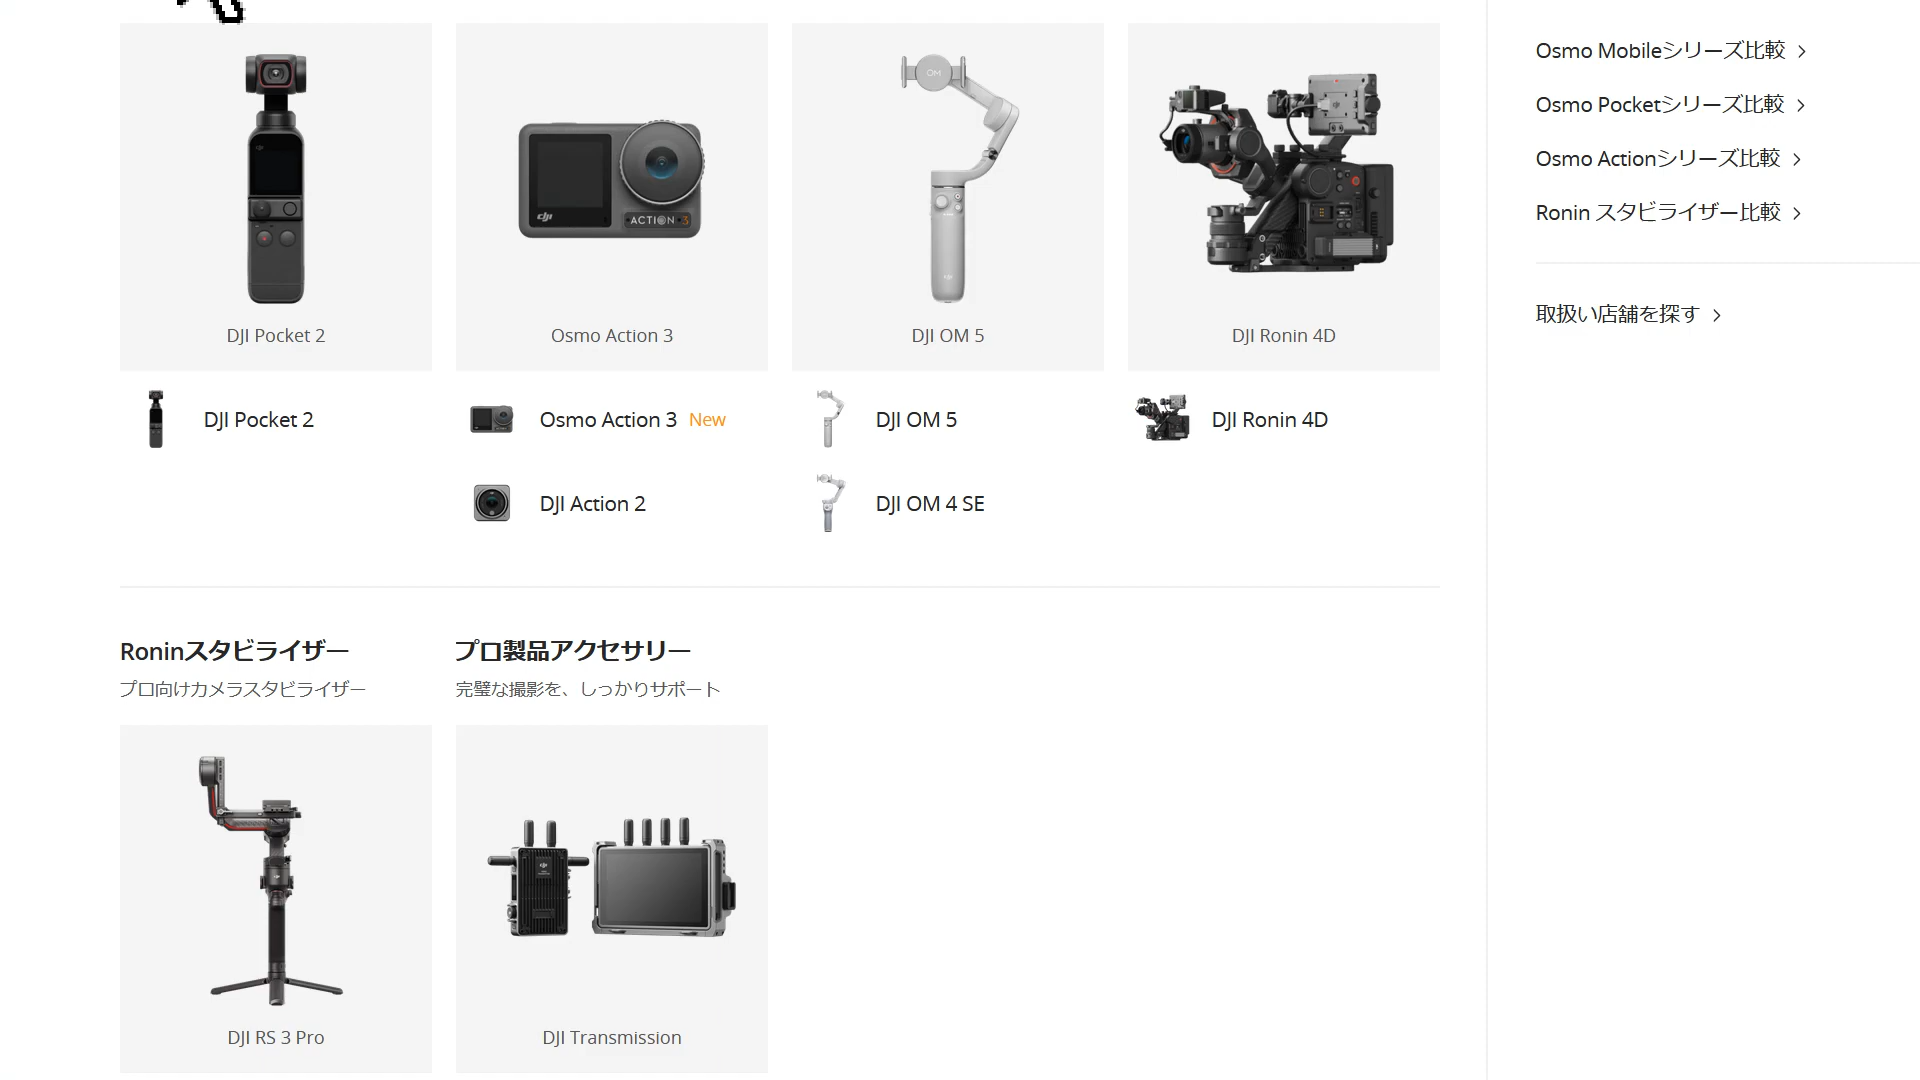 DJI Pocket 2
Osmo Action 3
DJI OM 5
DJI Ronin 4D
DJI Pocket 2
Osmo Action 3 New
DJI OM 5
DJI Ronin 4D
DJI Action 2
DJI OM 4 SE
Roninスタビライザー
プロ向けカメラスタビライザー
プロ製品アクセサリー
完璧な撮影を、しっかりサポート
DJI RS 3 Pro
DJI Transmission
Osmo Mobileシリーズ比較
Osmo Pocketシリーズ比較
Osmo Actionシリーズ比較
Ronin スタビライザー比較
取扱い店舗を探す
dji
ACTION 3
OM